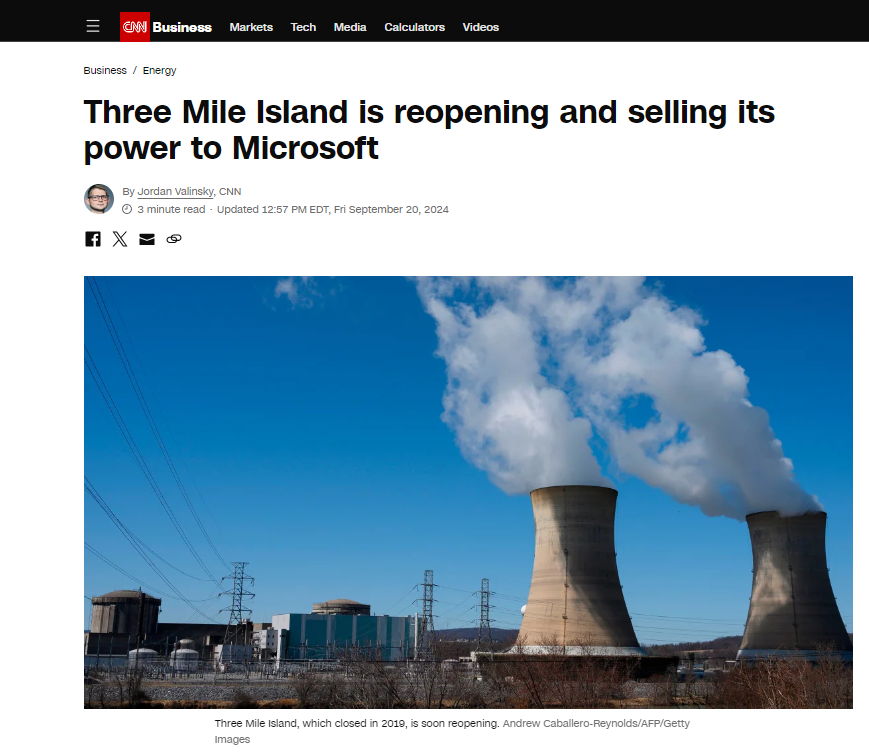 CNN Business Markets Tech Media Calculators Videos
Business / Energy
Three Mile Island is reopening and selling its
power to Microsoft
By Jordan Valinsky, CNN
3 minute read · Updated 12:57 PM EDT, Fri September 20, 2024
Three Mile Island, which closed in 2019, is soon reopening. Andrew Caballero-Reynolds/AFP/Getty
Images